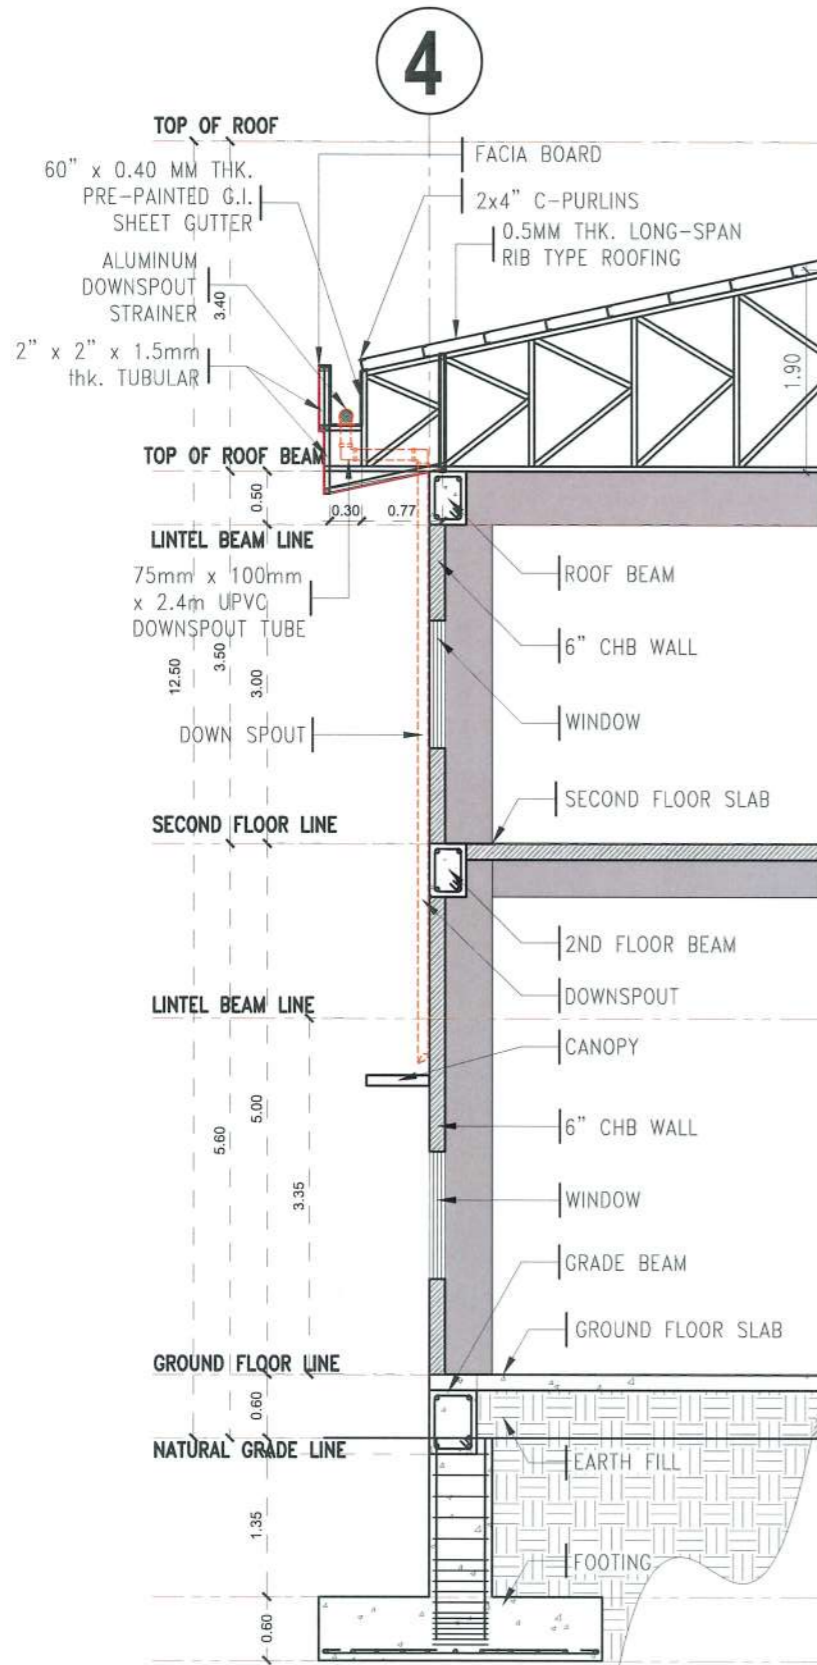 4
TOP OF ROOF
FACIA BOARD
60" x 0.40 MM THK.
PRE-PAINTED G.I.
SHEET GUTTER
2x4" C-PURLINS
0.5MM THK. LONG-SPAN
RIB TYPE ROOFING
ALUMINUM
DOWNSPOUT
STRAINER
3.40
2" x 2" x 1.5mm
thk. TUBULAR
1.90
TOP OF ROOF BEAM
0.50
0.30
0.77
LINTEL BEAM LINE
75mm x 100mm
x 2.4m UPVC
DOWNSPOUT TUBE
ROOF BEAM
6" CHB WALL
12.50
3.50
3.00
WINDOW
DOWN SPOUT
SECOND FLOOR SLAB
SECOND FLOOR LINE
2ND FLOOR BEAM
DOWNSPOUT
LINTEL BEAM LINE
CANOPY
5.60
5.00
3.35
6" CHB WALL
WINDOW
GRADE BEAM
GROUND FLOOR SLAB
GROUND FLOOR LINE
0.60
NATURAL GRADE LINE
EARTH FILL
1.35
FOOTING
0.60